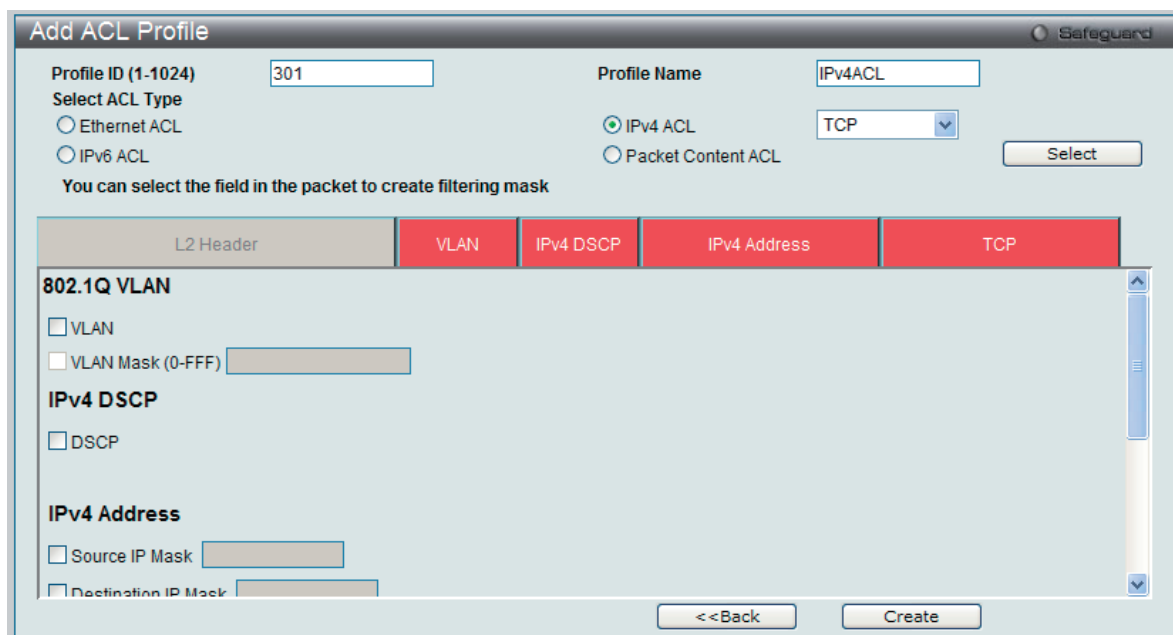 Add ACL Profile
Safeguard
Profile ID (1-1024) 301 Profile Name IPv4ACL
Select ACL Type
Ethernet ACL IPv4 ACL TCP
IPv6 ACL Packet Content ACL Select
You can select the field in the packet to create filtering mask
L2 Header VLAN IPv4 DSCP IPv4 Address TCP
802.1Q VLAN
VLAN
VLAN Mask (0-FFF)
IPv4 DSCP
DSCP
IPv4 Address
Source IP Mask
Destination IP Mask
<<Back Create